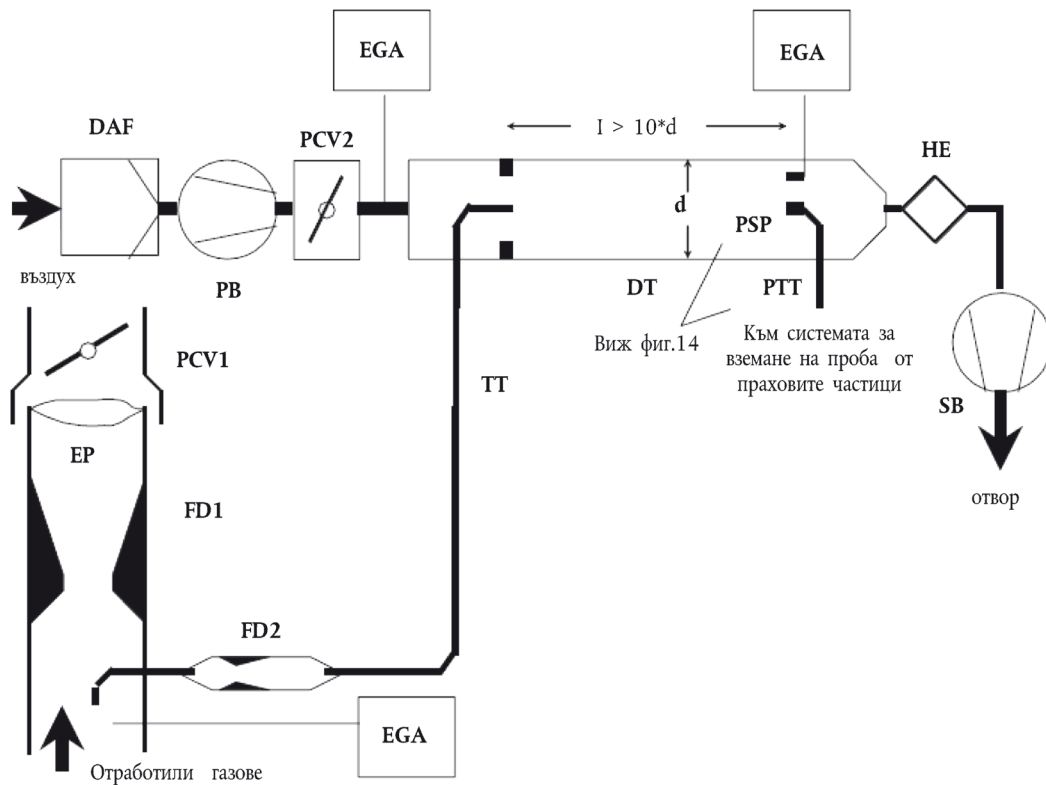 EGA
EGA
l > 10*d
DAF
PCV2
HE
d
PSP
въздух
PB
DT
PTT
PCV1
Виж фиг.14
Към системата за
вземане на проба от
праховите частици
TT
SB
EP
отвор
FD1
FD2
EGA
Отработили газове